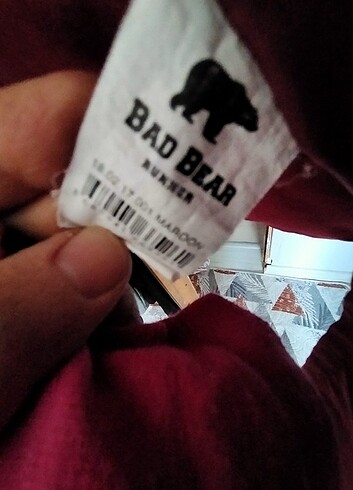 BAD BEAR
RUNNER
18.02.17.001 MAROON